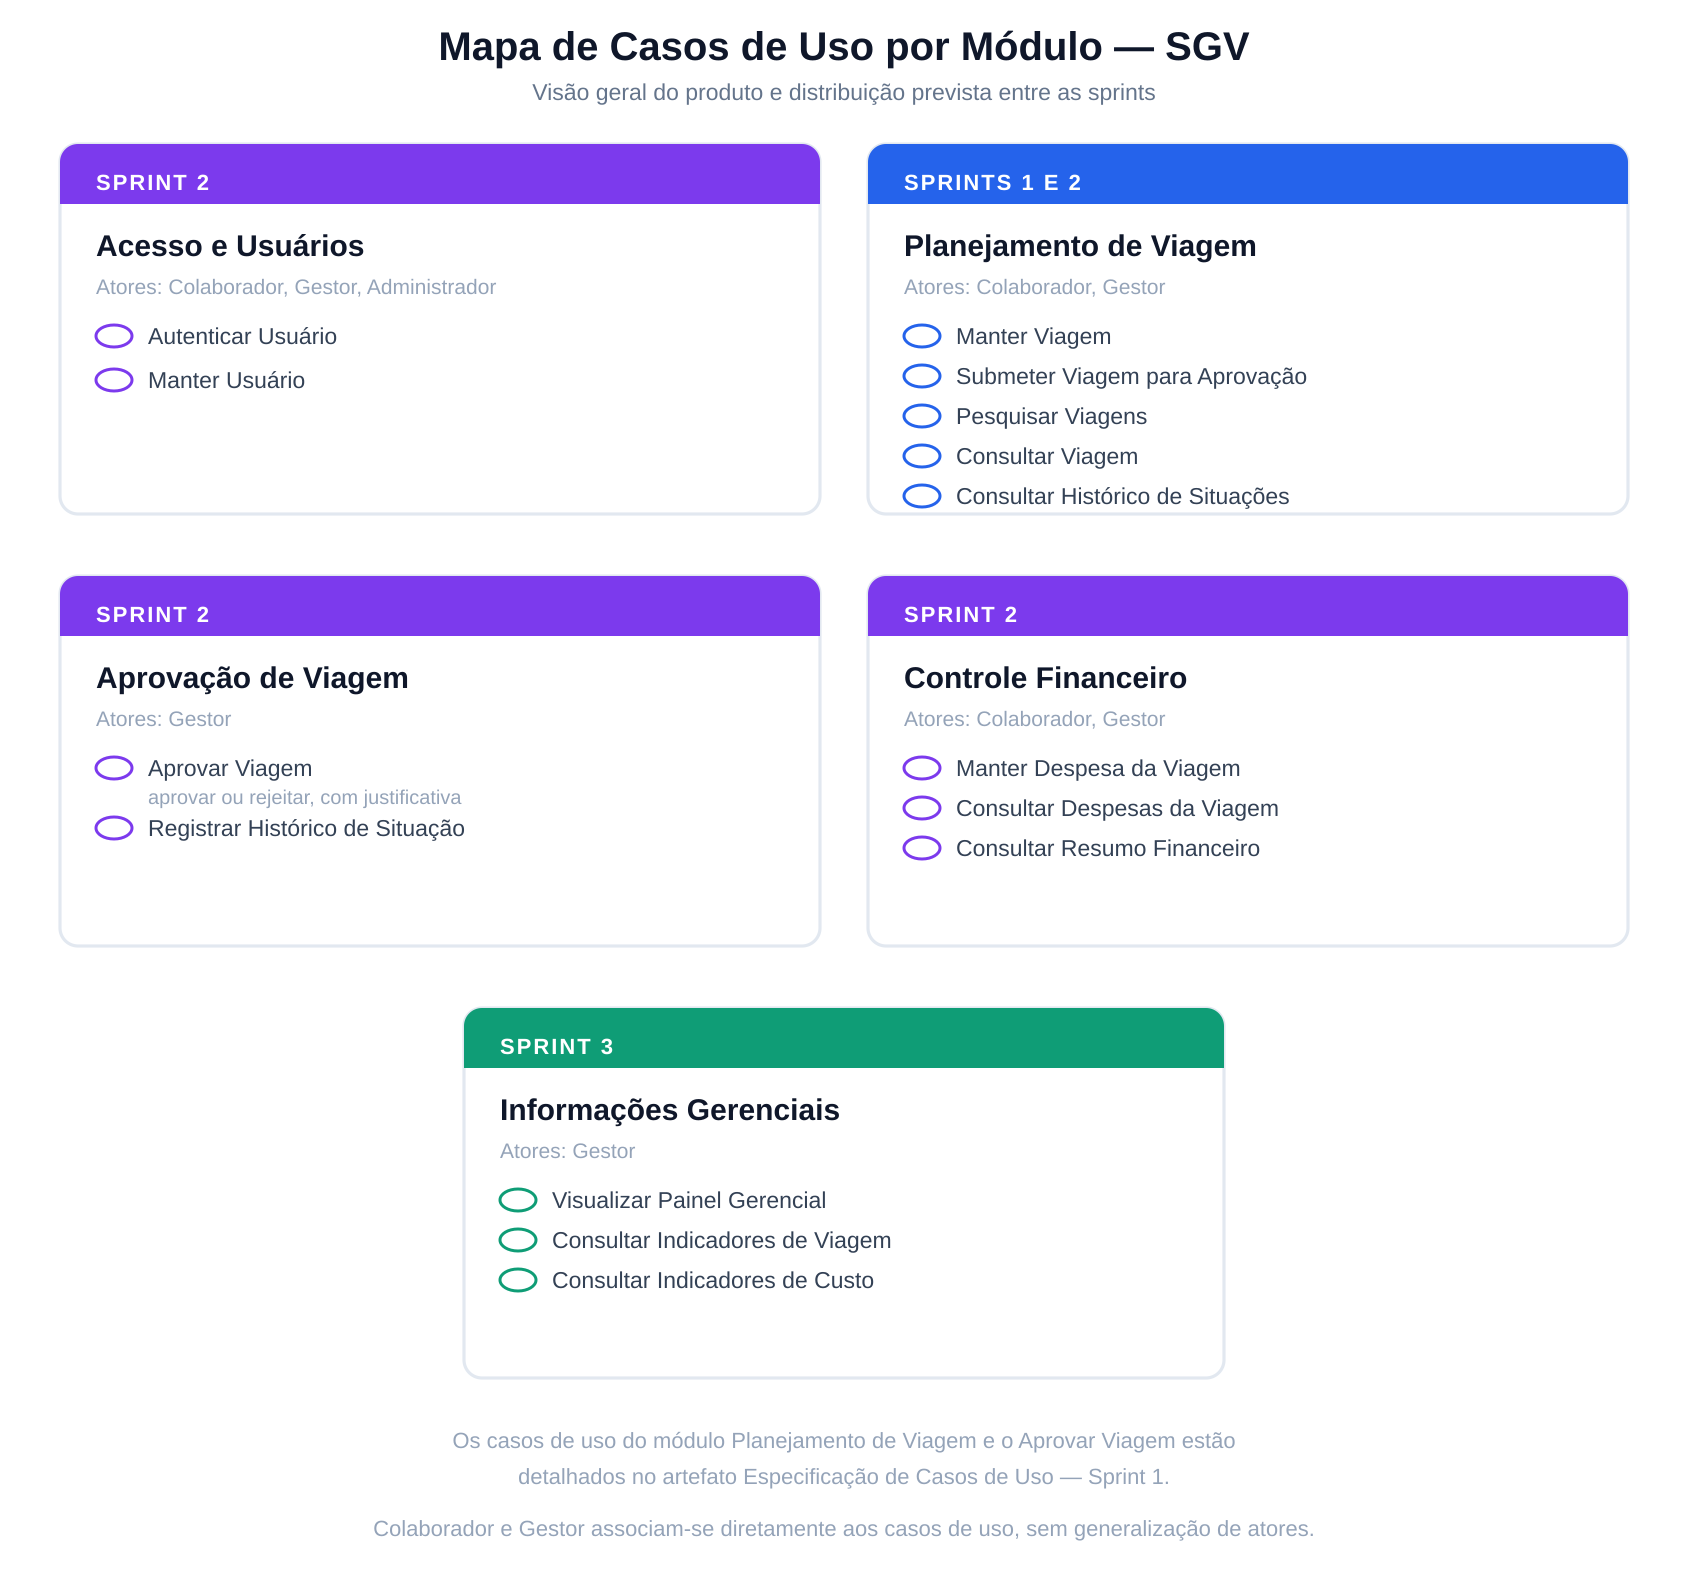 Mapa de Casos de Uso por Módulo — SGV
Visão geral do produto e distribuição prevista entre as sprints
SPRINT 2
Acesso e Usuários
Atores: Colaborador, Gestor, Administrador
Autenticar Usuário
Manter Usuário
SPRINTS 1 E 2
Planejamento de Viagem
Atores: Colaborador, Gestor
Manter Viagem
Submeter Viagem para Aprovação
Pesquisar Viagens
Consultar Viagem
Consultar Histórico de Situações
SPRINT 2
Aprovação de Viagem
Atores: Gestor
Aprovar Viagem
aprovar ou rejeitar, com justificativa
Registrar Histórico de Situação
SPRINT 2
Controle Financeiro
Atores: Colaborador, Gestor
Manter Despesa da Viagem
Consultar Despesas da Viagem
Consultar Resumo Financeiro
SPRINT 3
Informações Gerenciais
Atores: Gestor
Visualizar Painel Gerencial
Consultar Indicadores de Viagem
Consultar Indicadores de Custo
Os casos de uso do módulo Planejamento de Viagem e o Aprovar Viagem estão
detalhados no artefato Especificação de Casos de Uso — Sprint 1.
Colaborador e Gestor associam-se diretamente aos casos de uso, sem generalização de atores.